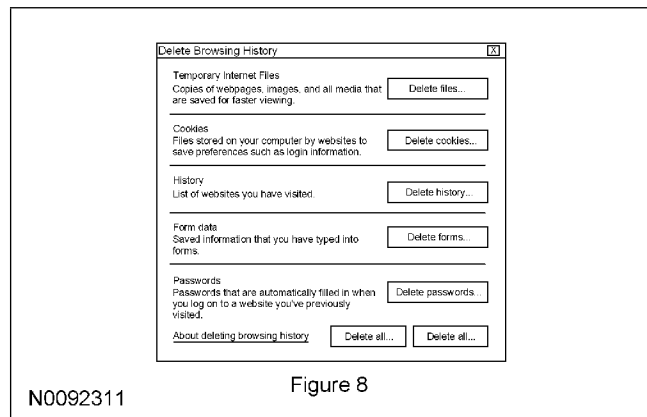 Delete Browsing History X
Temporary Internet Files
Copies of webpages, images, and all media that
are saved for faster viewing.
Delete files...
Cookies
Files stored on your computer by websites to
save preferences such as login information.
Delete cookies...
History
List of websites you have visited.
Delete history...
Form data
Saved information that you have typed into
forms.
Delete forms...
Passwords
Passwords that are automatically filled in when
you log on to a website you've previously
visited.
Delete passwords...
About deleting browsing history
Delete all...
Delete all...
Figure 8
N0092311